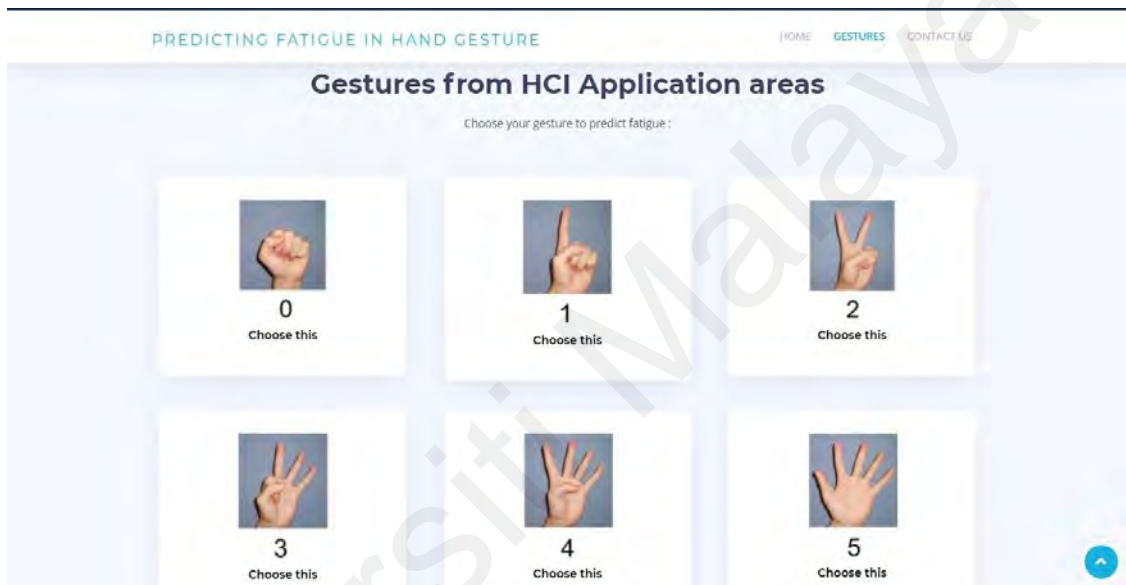 PREDICTING FATIGUE IN HAND GESTURE
HOME GESTURES CONTACT US
Gestures from HCI Application areas
Choose your gesture to predict fatigue :
0
Choose this
1
Choose this
2
Choose this
3
Choose this
4
Choose this
5
Choose this
rsiti Malaya